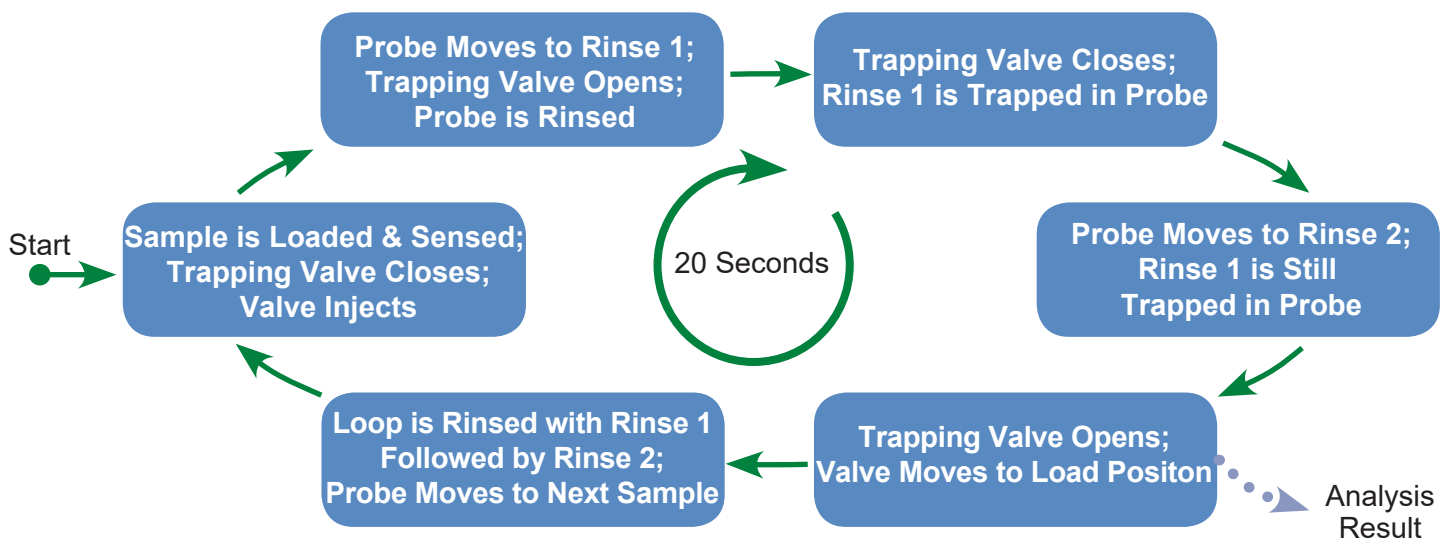 Start
Sample is Loaded & Sensed;
Trapping Valve Closes;
Valve Injects
Probe Moves to Rinse 1;
Trapping Valve Opens;
Probe is Rinsed
Trapping Valve Closes;
Rinse 1 is Trapped in Probe
Probe Moves to Rinse 2;
Rinse 1 is Still
Trapped in Probe
Trapping Valve Opens;
Valve Moves to Load Positon
Analysis
Result
Loop is Rinsed with Rinse 1
Followed by Rinse 2;
Probe Moves to Next Sample
20 Seconds